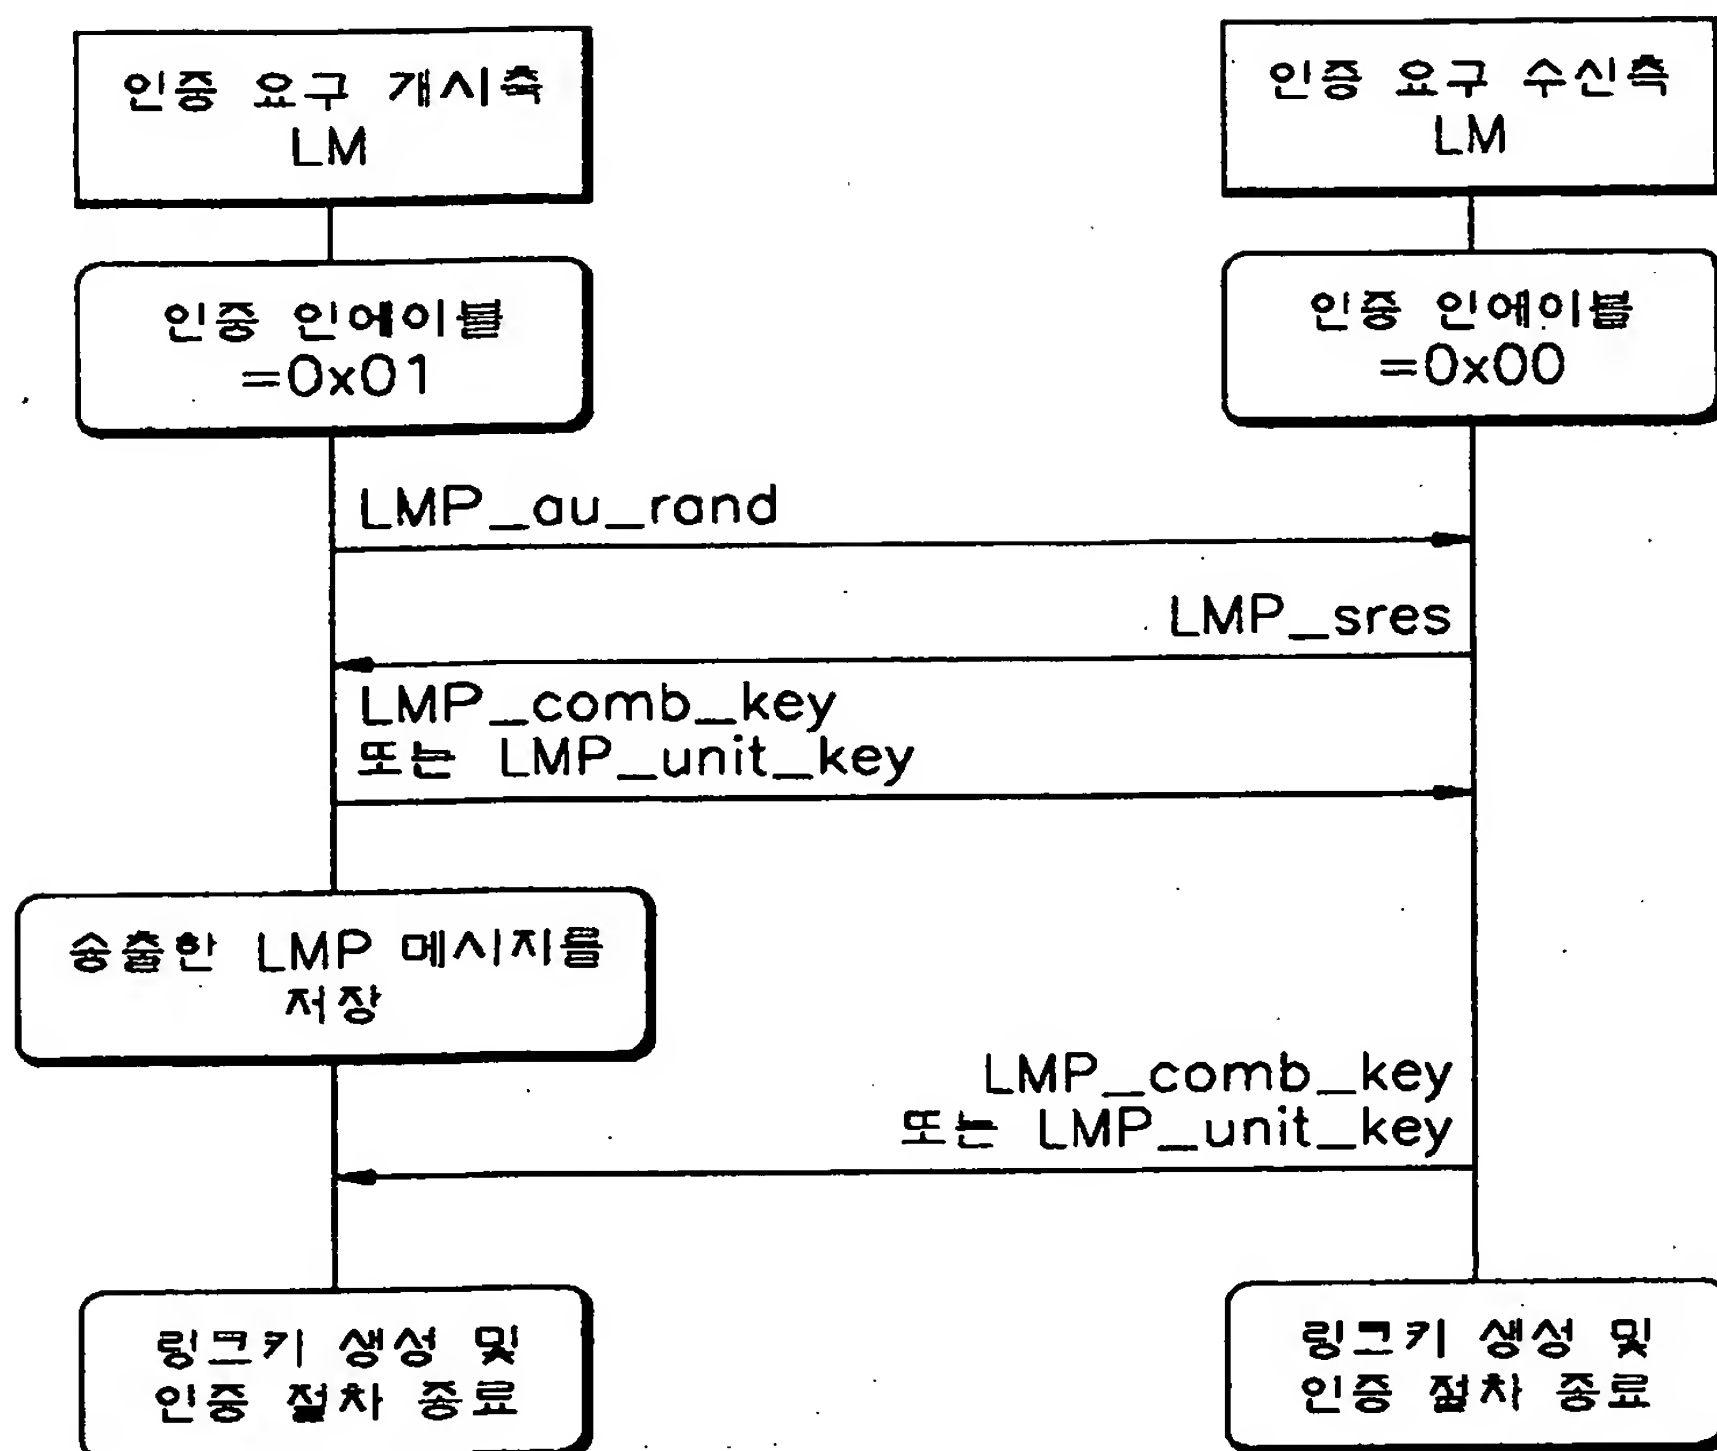 인증 요구 개시측
LM
인증 요구 수신측
LM
인증 인에이블
=0x01
인증 인에이블
=0x00
LMP_au_rand
LMP_sres
LMP_comb_key
또는 LMP_unit_key
송출한 LMP 메시지를
저장
LMP_comb_key
또는 LMP_unit_key
링크키 생성 및
인증 절차 종료
링크키 생성 및
인증 절차 종료